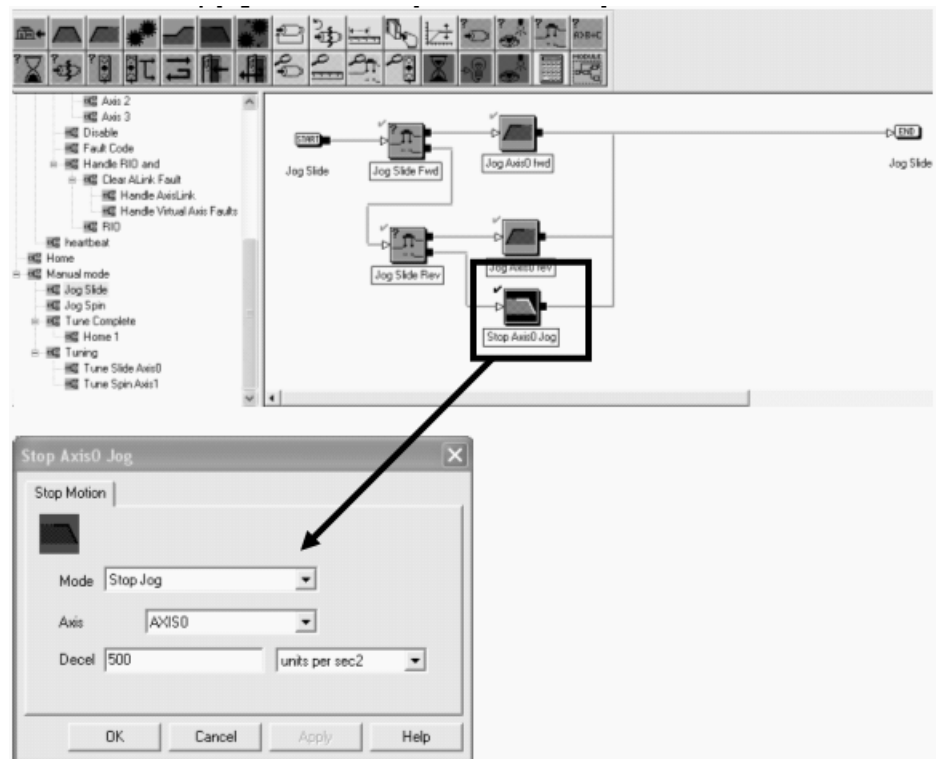 A>B+C
MODULE
Axis 2
Axis 3
Disable
Fault Code
Handle RIO and
Clear ALink Fault
Handle AxisLink
Handle Virtual Axis Faults
RIO
heartbeat
Home
Manual mode
Jog Slide
Jog Spin
Tune Complete
Home 1
Tuning
Tune Slide Axis0
Tune Spin Axis1
START
Jog Slide
?
Jog Slide Fwd
Jog Axis0 fwd
END
Jog Slide
?
Jog Slide Rev
Jog Axis0 rev
Stop Axis0 Jog
Stop Axis0 Jog
Stop Motion
Mode Stop Jog
Axis AXIS0
Decel 500 units per sec2
OK Cancel Apply Help